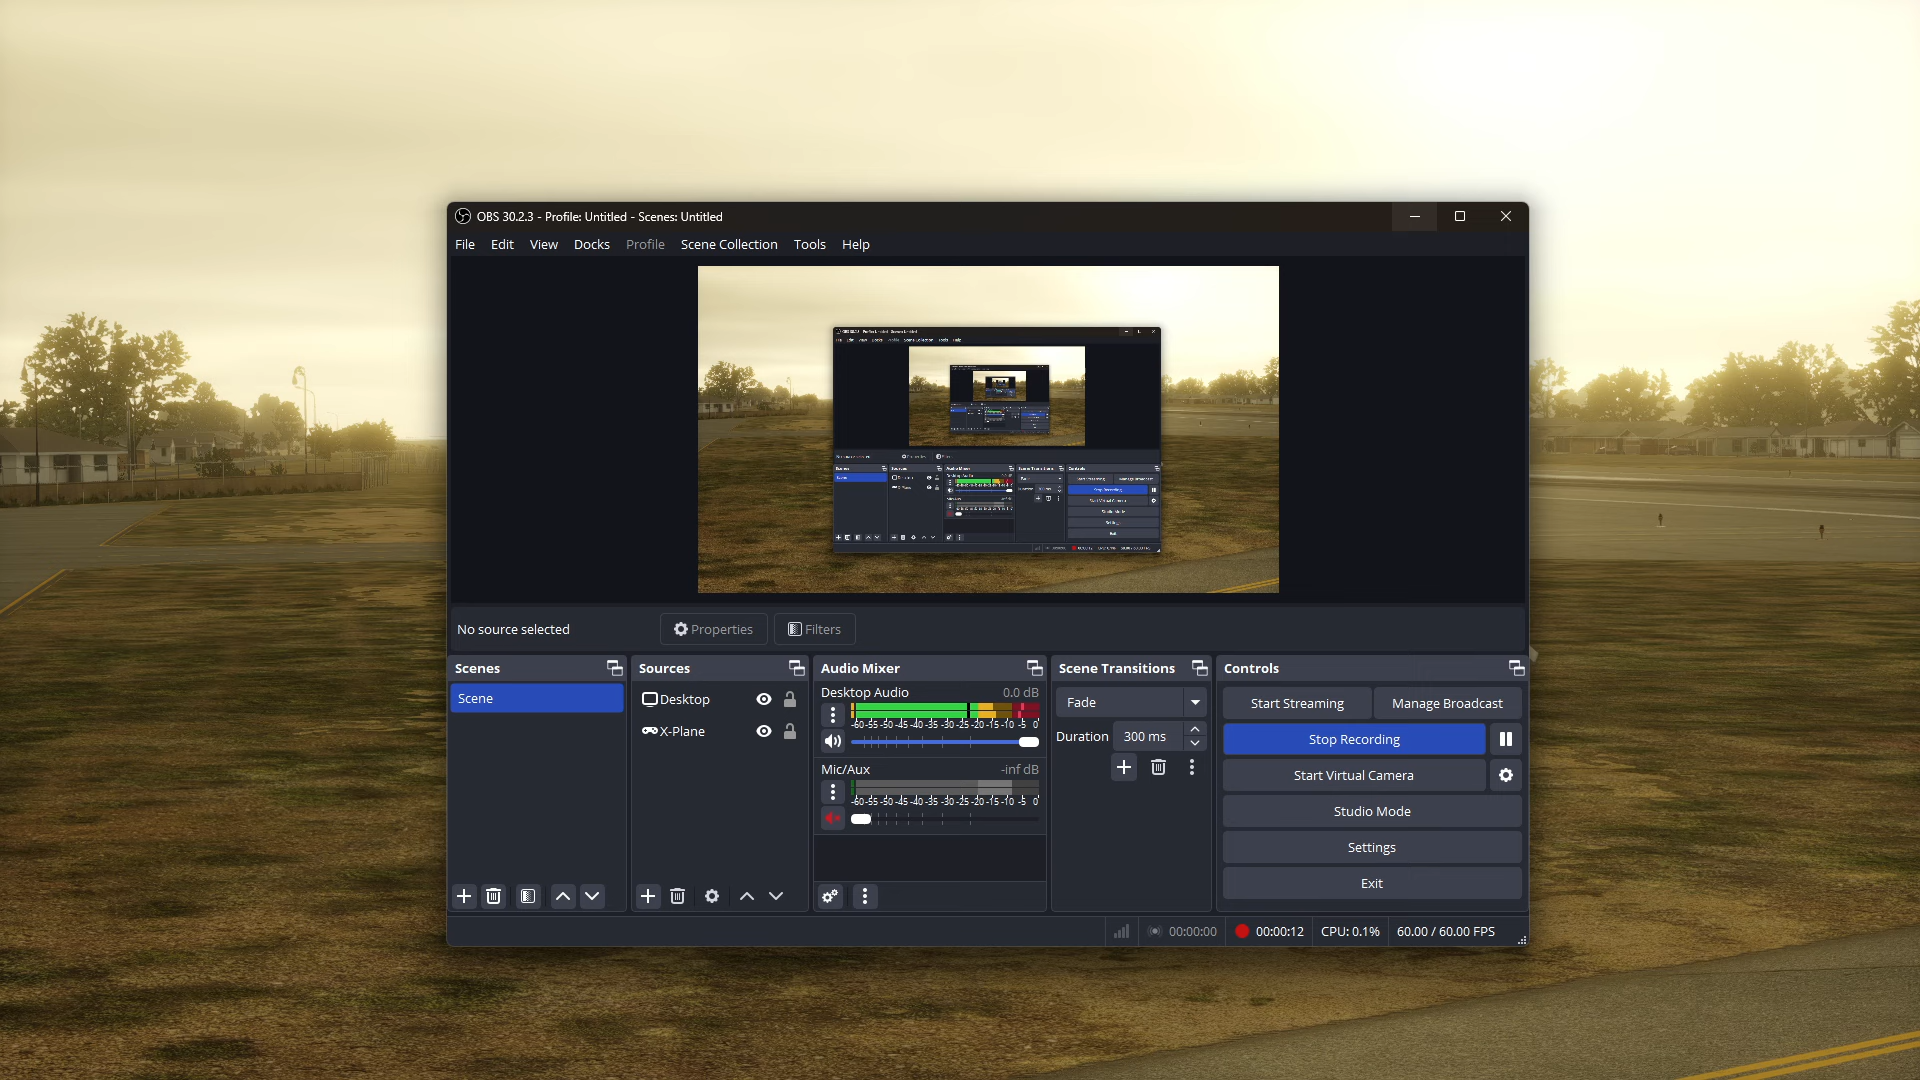 OBS 30.2.3 - Profile: Untitled - Scenes: Untitled
File Edit View Docks Profile Scene Collection Tools Help
No source selected Properties Filters
Scenes
Scene
Sources
Desktop
X-Plane
Audio Mixer
Desktop Audio 0.0 dB
-60 -55 -50 -45 -40 -35 -30 -25 -20 -15 -10 -5 0
Mic/Aux -inf dB
-60 -55 -50 -45 -40 -35 -30 -25 -20 -15 -10 -5 0
Scene Transitions
Fade
Duration 300 ms
Controls
Start Streaming Manage Broadcast
Stop Recording
Start Virtual Camera
Studio Mode
Settings
Exit
00:00:00 00:00:12 CPU: 0.1% 60.00 / 60.00 FPS